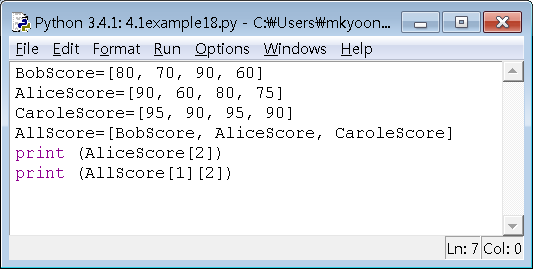 Python 3.4.1: 4.1example18.py - C:₩Users₩mkyoon...
File Edit Format Run Options Windows Help
BobScore=[80, 70, 90, 60]
AliceScore=[90, 60, 80, 75]
CaroleScore=[95, 90, 95, 90]
AllScore=[BobScore, AliceScore, CaroleScore]
print (AliceScore[2])
print (AllScore[1][2])
Ln: 7 Col: 0